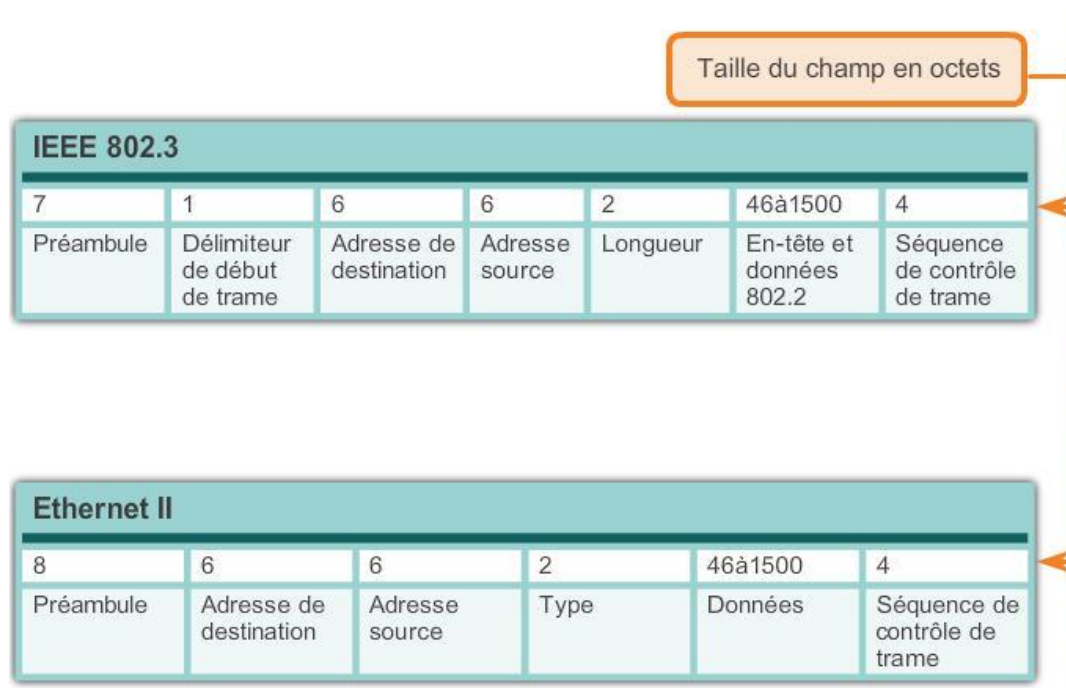 Taille du champ en octets
IEEE 802.3
7 1 6 6 2 46à1500 4
Préambule Délimiteur Adresse de Adresse Longueur En-tête et Séquence
de début destination source données de contrôle
de trame 802.2 de trame
Ethernet II
8 6 6 2 46à1500 4
Préambule Adresse de Adresse Type Données Séquence de
destination source contrôle de
trame